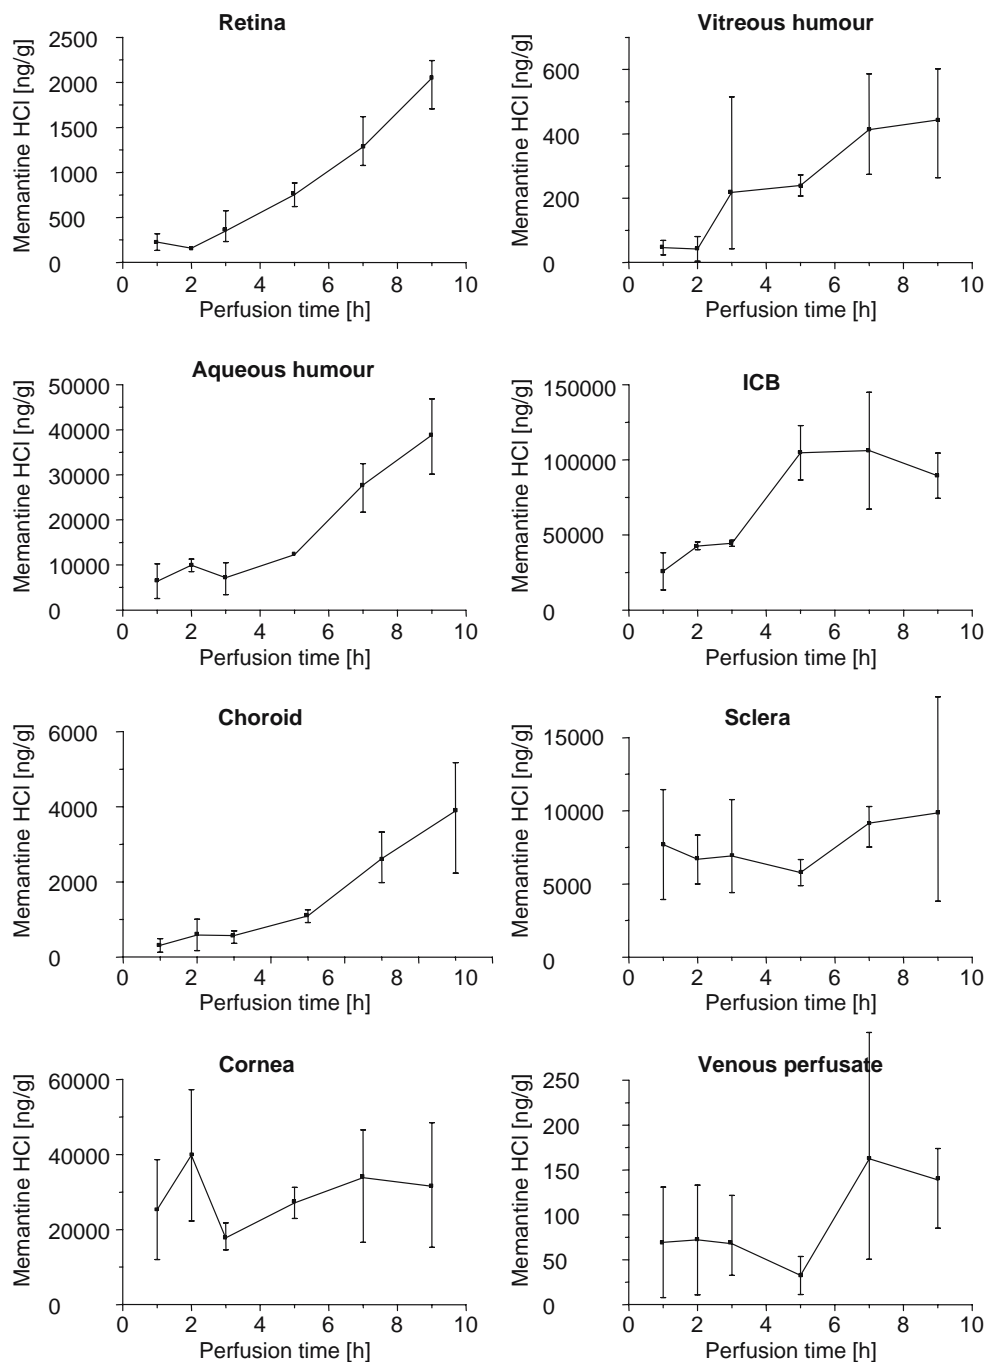 Retina
Memantine HCl [ng/g]
2500
2000
1500
1000
500
0
0 2 4 6 8 10
Perfusion time [h]
Vitreous humour
Memantine HCl [ng/g]
600
400
200
0
0 2 4 6 8 10
Perfusion time [h]
Aqueous humour
Memantine HCl [ng/g]
50000
40000
30000
20000
10000
0
0 2 4 6 8 10
Perfusion time [h]
ICB
Memantine HCl [ng/g]
150000
100000
50000
0
0 2 4 6 8 10
Perfusion time [h]
Choroid
Memantine HCl [ng/g]
6000
4000
2000
0
0 2 4 6 8 10
Perfusion time [h]
Sclera
Memantine HCl [ng/g]
15000
10000
5000
0
0 2 4 6 8 10
Perfusion time [h]
Cornea
Memantine HCl [ng/g]
60000
40000
20000
0
0 2 4 6 8 10
Perfusion time [h]
Venous perfusate
Memantine HCl [ng/g]
250
200
150
100
50
0
0 2 4 6 8 10
Perfusion time [h]